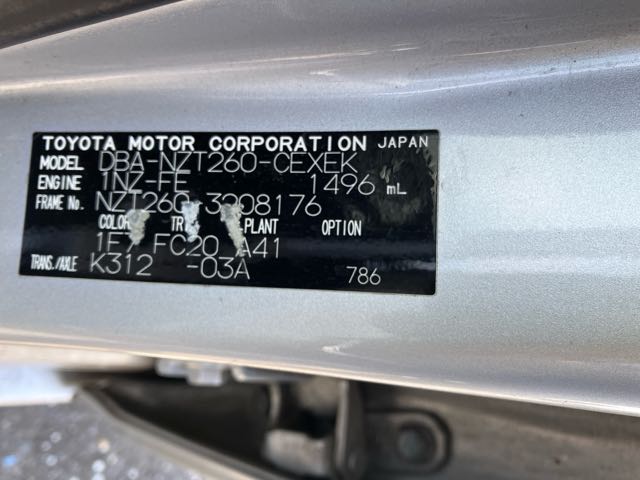 TOYOTA MOTOR CORPORATION JAPAN
MODEL DBA-NZT260-CEXEK
ENGINE 1NZ-FE 1496 mL
FRAME No. NZT260-3008176
COLOR PLANT OPTION
1F7 FC20 A41
TRANS./AXLE K312 -03A 786